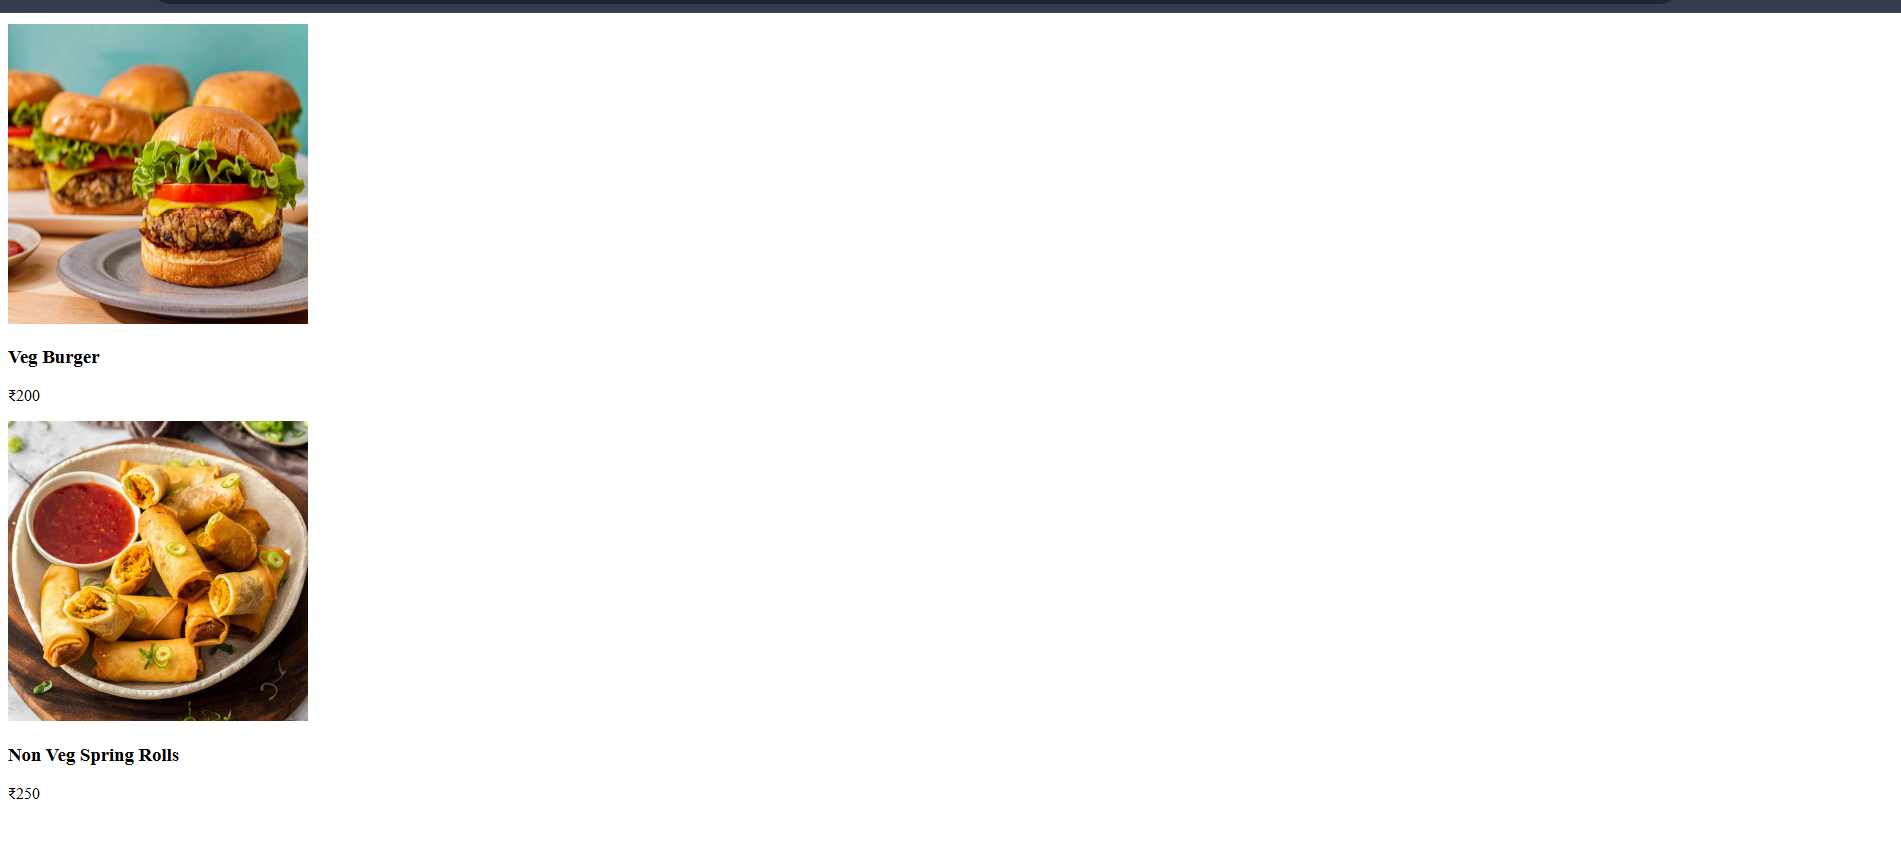 Veg Burger
₹200
Non Veg Spring Rolls
₹250